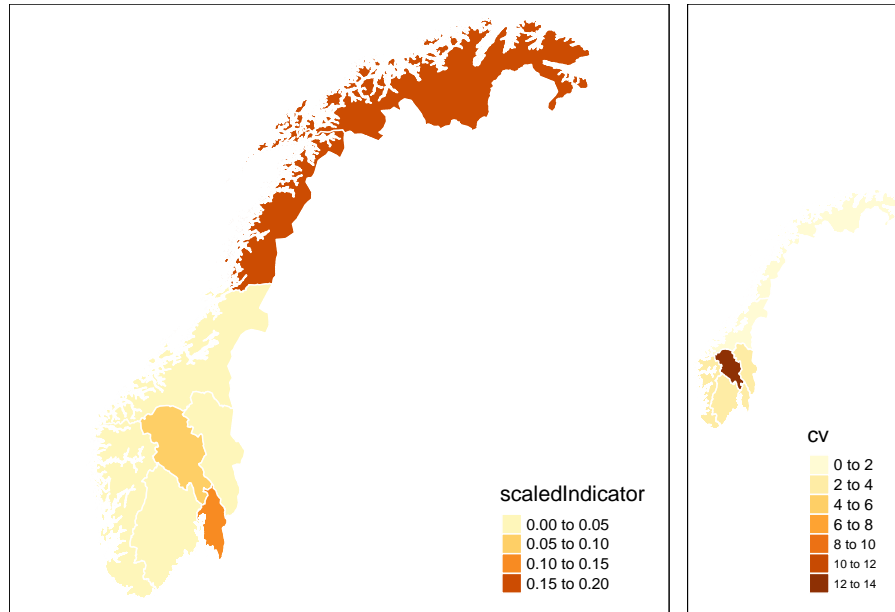 scaledIndicator
0.00 to 0.05
0.05 to 0.10
0.10 to 0.15
0.15 to 0.20
cv
0 to 2
2 to 4
4 to 6
6 to 8
8 to 10
10 to 12
12 to 14